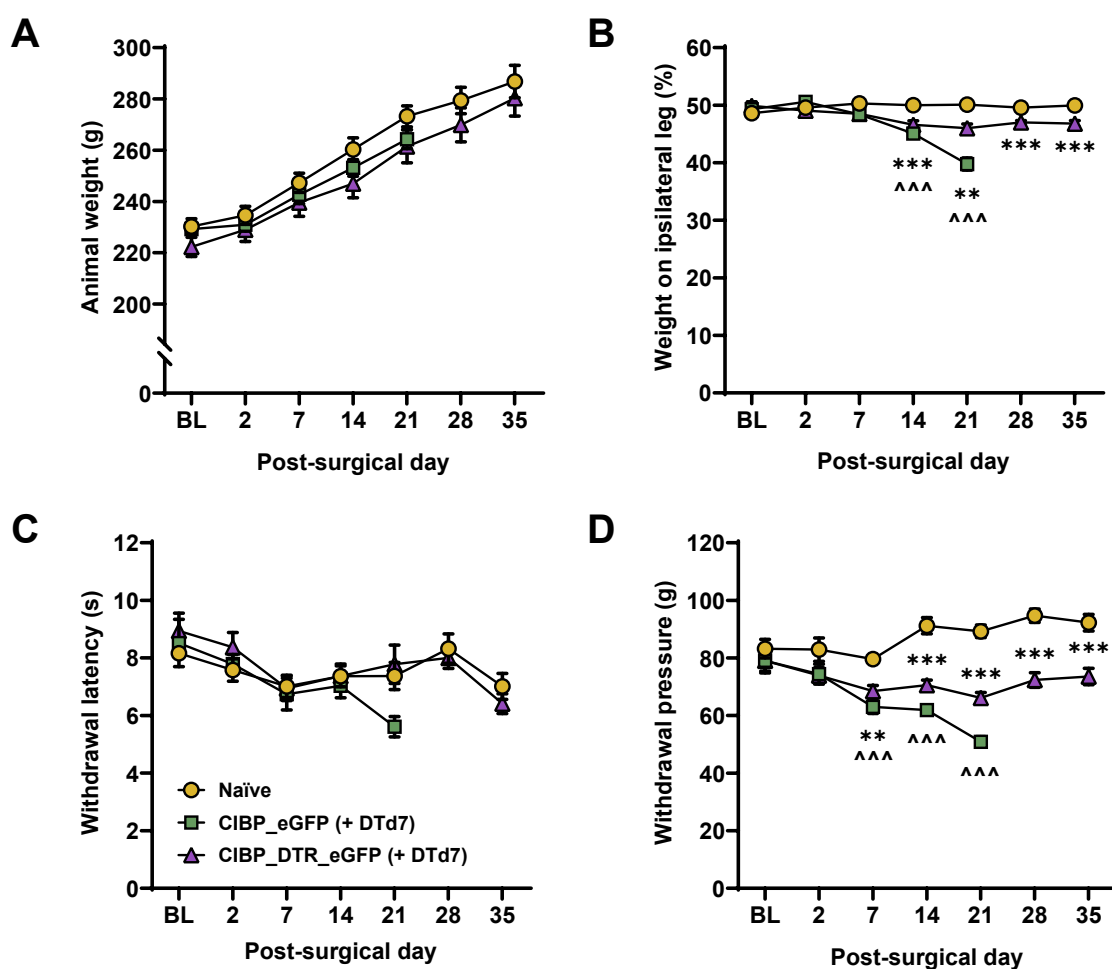 A
300
280
260
240
220
200
0
Animal weight (g)
BL 2 7 14 21 28 35
Post-surgical day
B
60
50
40
30
20
10
0
Weight on ipsilateral leg (%)
*** ** *** ***
^^^ ^^^
BL 2 7 14 21 28 35
Post-surgical day
C
12
10
8
6
4
2
0
Withdrawal latency (s)
Naïve
CIBP_eGFP (+ DTd7)
CIBP_DTR_eGFP (+ DTd7)
BL 2 7 14 21 28 35
Post-surgical day
D
120
100
80
60
40
20
0
Withdrawal pressure (g)
** *** *** *** ***
^^^ ^^^ ^^^
BL 2 7 14 21 28 35
Post-surgical day